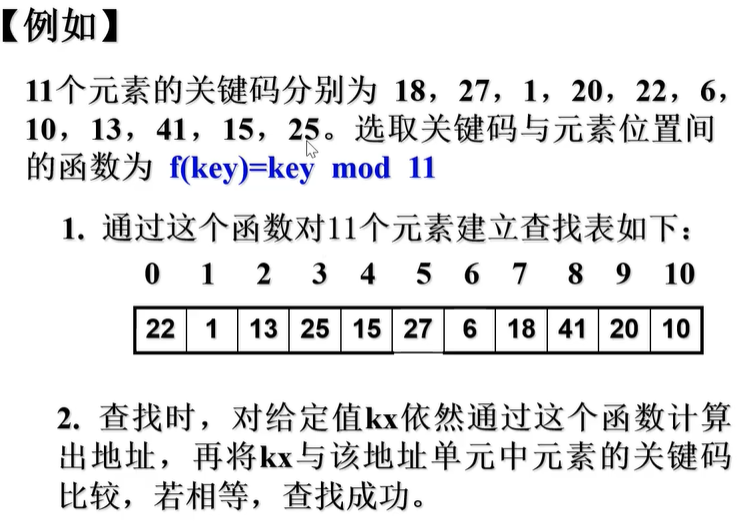 【例如】
11个元素的关键码分别为 18，27，1，20，22，6，
10，13，41，15，25。选取关键码与元素位置间
的函数为 f(key)=key mod 11
1. 通过这个函数对11个元素建立查找表如下：
0 1 2 3 4 5 6 7 8 9 10
22 1 13 25 15 27 6 18 41 20 10
2. 查找时，对给定值kx依然通过这个函数计算
出地址，再将kx与该地址单元中元素的关键码
比较，若相等，查找成功。